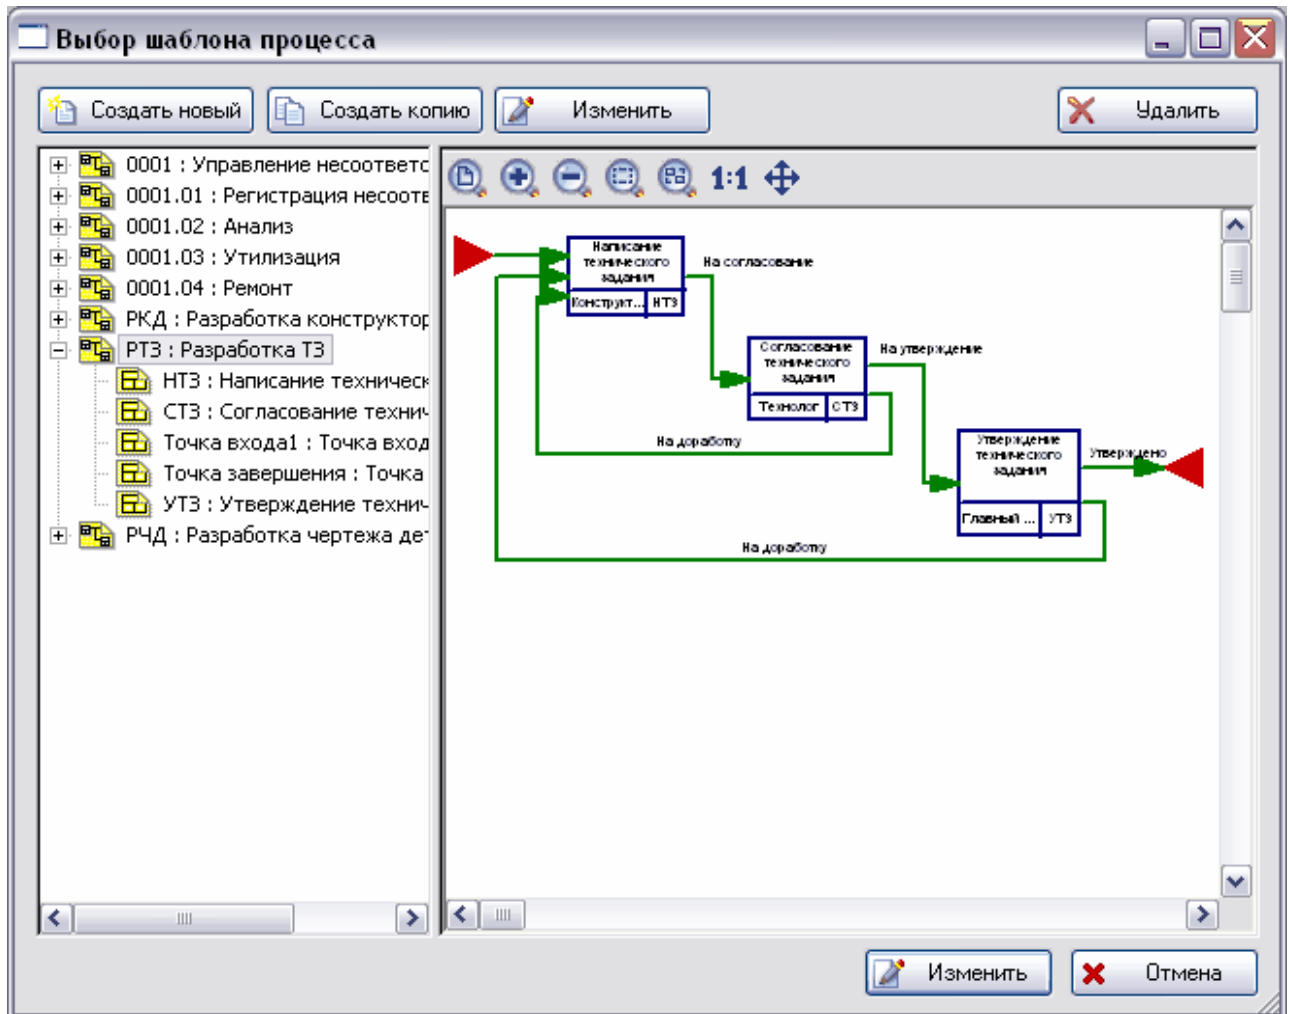 Выбор шаблона процесса
Создать новый
Создать копию
Изменить
Удалить
0001 : Управление несоответс
0001.01 : Регистрация несоотв
0001.02 : Анализ
0001.03 : Утилизация
0001.04 : Ремонт
РКД : Разработка конструктор
РТЗ : Разработка ТЗ
НТЗ : Написание техническ
СТЗ : Согласование технич
Точка входа1 : Точка вход
Точка завершения : Точка
УТЗ : Утверждение технич
РЧД : Разработка чертежа дет
1:1
Написание
технического
задания
Конструкт... НТЗ
На согласование
Согласование
технического
задания
Технолог СТЗ
На утверждение
На доработку
Утверждение
технического
задания
Главный ... УТЗ
Утверждено
На доработку
Изменить
Отмена